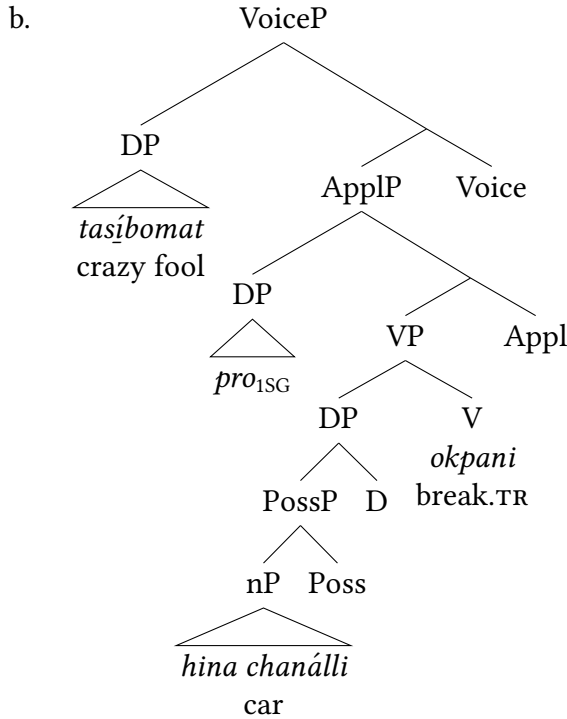 b.
VoiceP
DP
ApplP Voice
tasí̱bomat
crazy fool
DP
VP Appl
pro1SG
DP V
okpani
PossP D break.TR
nP Poss
hina chanálli
car